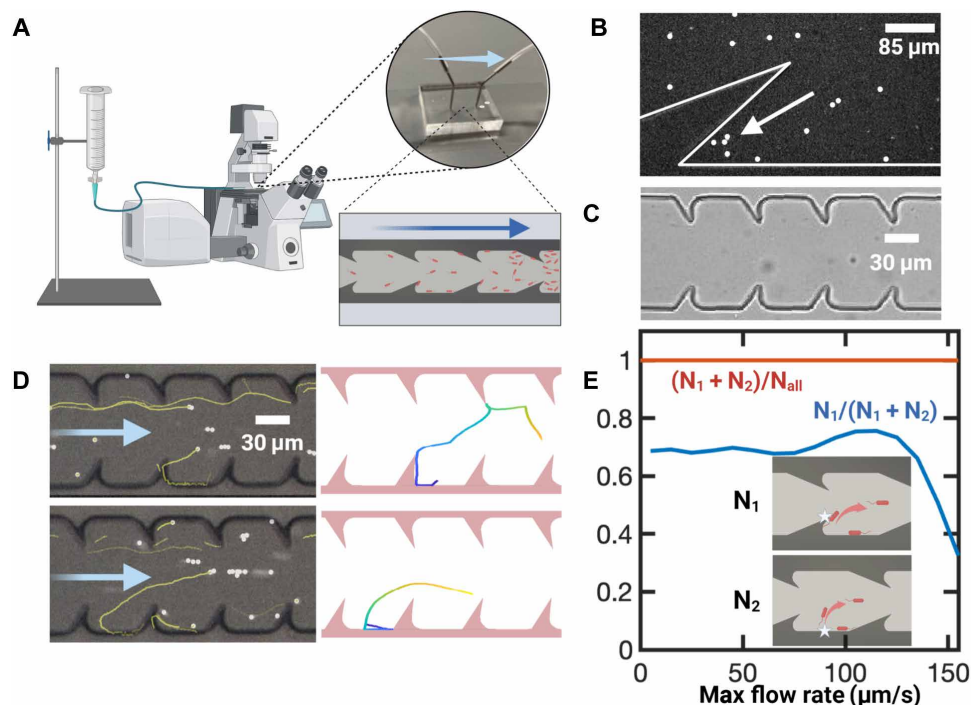 A
B
85 µm
C
30 µm
D
30 µm
E
1
0.8
0.6
0.4
0.2
0
(N₁ + N₂)/Nall
N₁/(N₁ + N₂)
N₁
N₂
0
50
100
150
Max flow rate (µm/s)